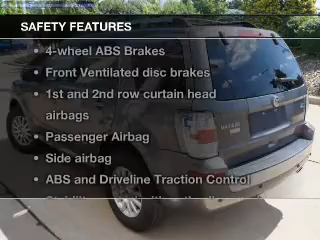 SAFETY FEATURES
• 4-wheel ABS Brakes
• Front Ventilated disc brakes
• 1st and 2nd row curtain head
airbags
• Passenger Airbag
• Side airbag
• ABS and Driveline Traction Control